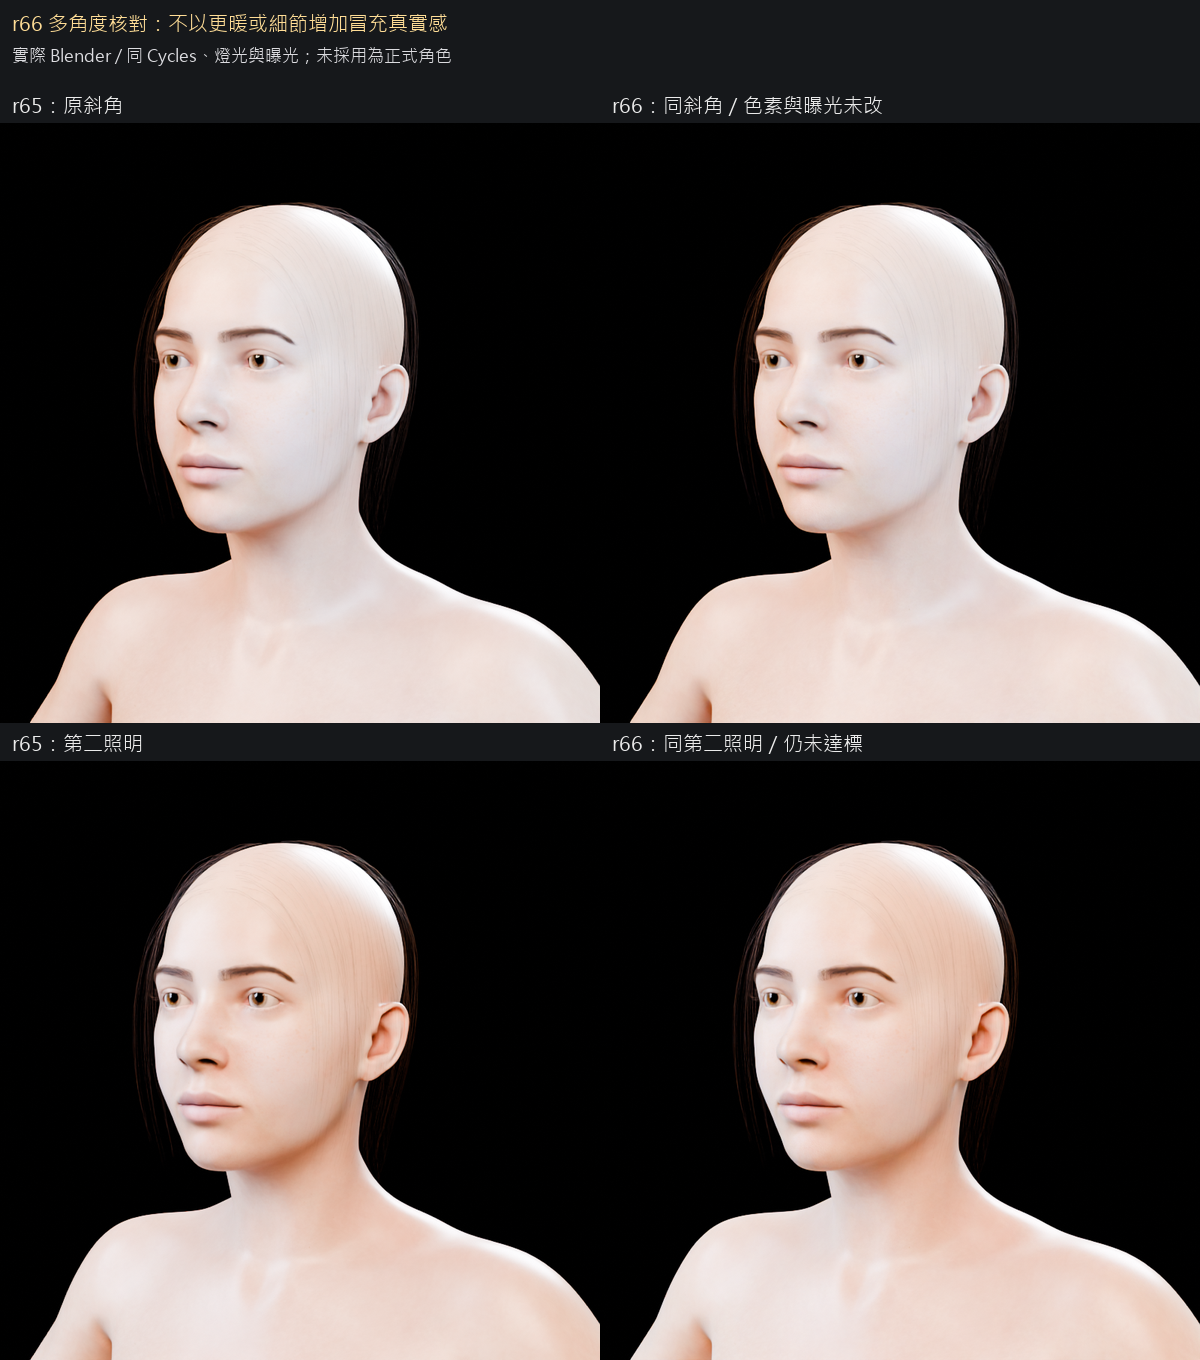 r66 多角度核對：不以更暖或細節增加冒充真實感
實際 Blender / 同 Cycles、燈光與曝光；未採用為正式角色
r65：原斜角
r66：同斜角 / 色素與曝光未改
r65：第二照明
r66：同第二照明 / 仍未達標